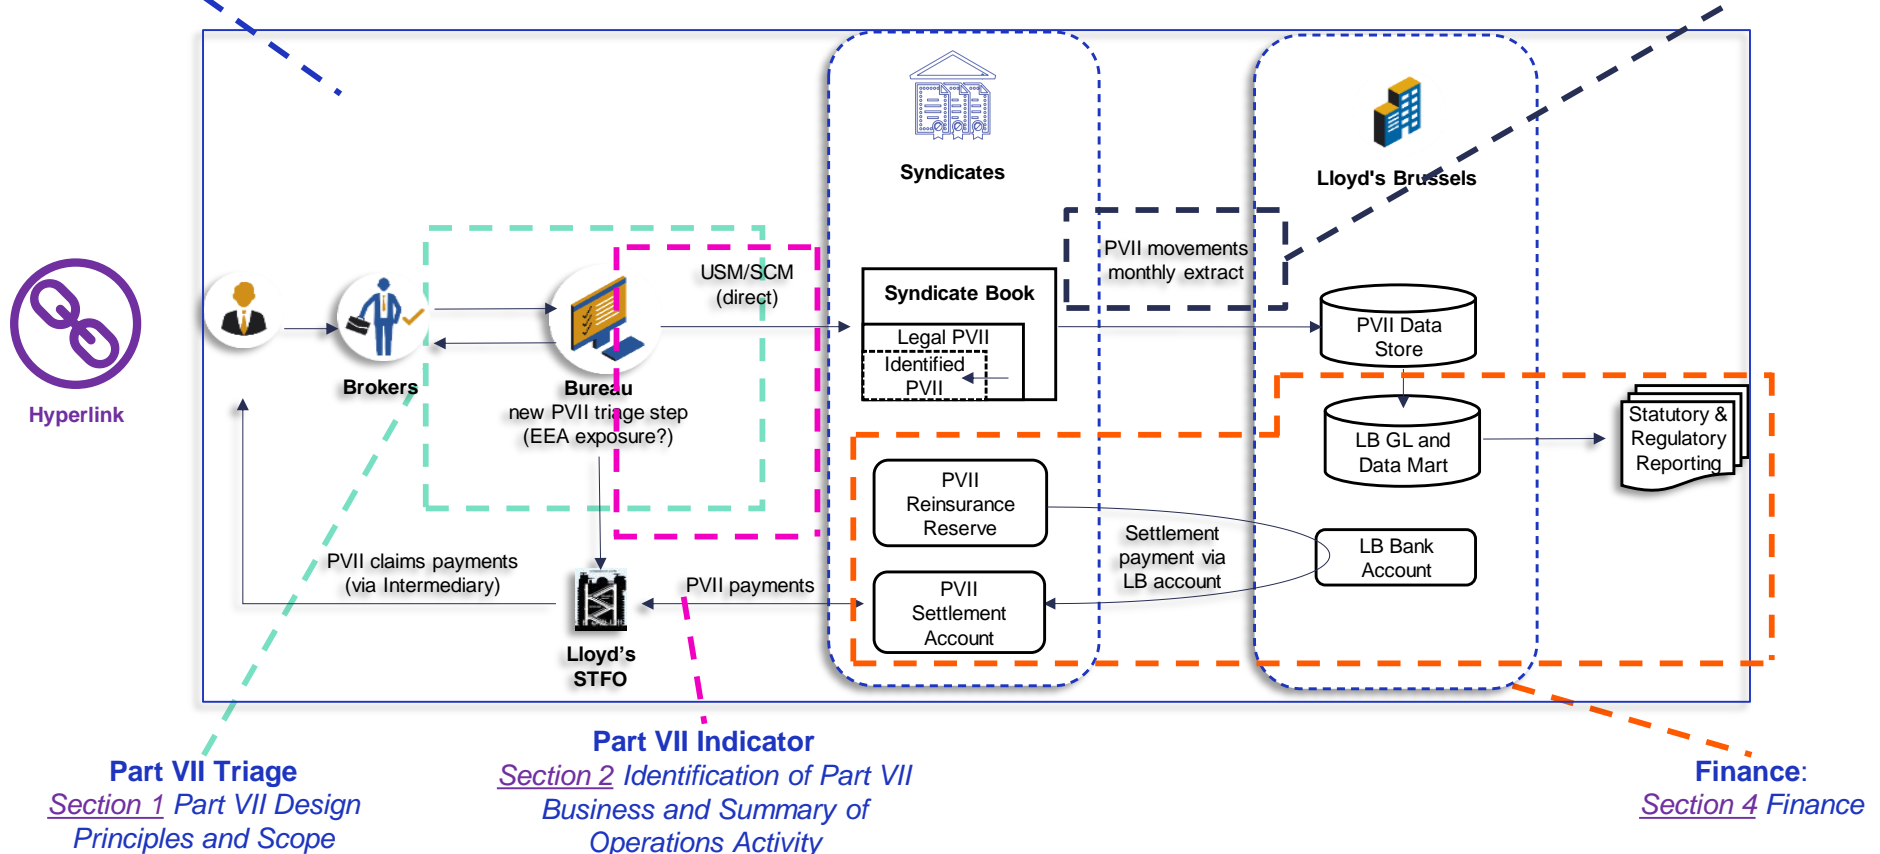 Syndicates
Lloyd's Brussels
PVII movements
monthly extract
USM/SCM
(direct)
Syndicate Book
Legal PVII
Identified
PVII
PVII Data
Store
Hyperlink
Brokers
Bureau
new PVII triage step
(EEA exposure?)
LB GL and
Data Mart
Statutory &
Regulatory
Reporting
PVII
Reinsurance
Reserve
Settlement
payment via
LB account
LB Bank
Account
PVII claims payments
(via Intermediary)
PVII payments
PVII
Settlement
Account
Lloyd's
STFO
Part VII Triage
Section 1 Part VII Design
Principles and Scope
Part VII Indicator
Section 2 Identification of Part VII
Business and Summary of
Operations Activity
Finance:
Section 4 Finance